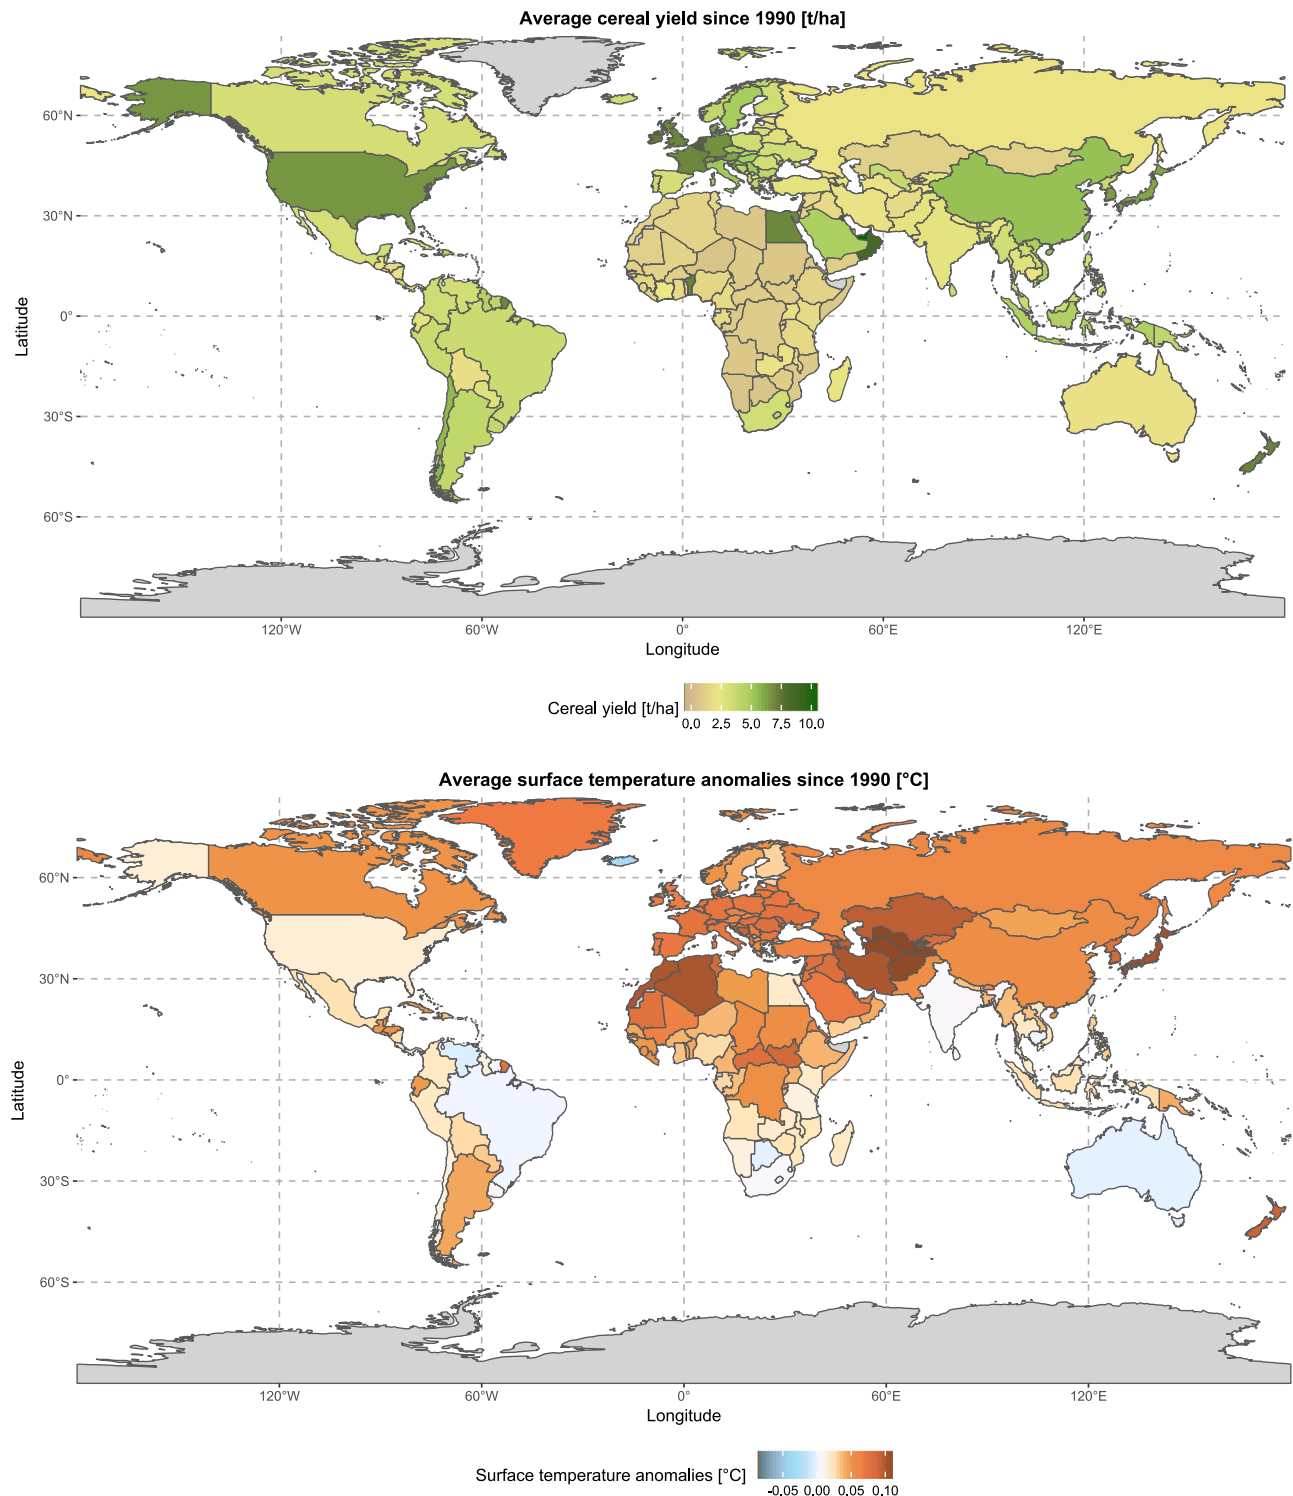 Average cereal yield since 1990 [t/ha]
60°N
30°N
0°
30°S
60°S
Latitude
120°W 60°W 0° 60°E 120°E
Longitude
Cereal yield [t/ha]
0.0 2.5 5.0 7.5 10.0
Average surface temperature anomalies since 1990 [°C]
60°N
30°N
0°
30°S
60°S
Latitude
120°W 60°W 0° 60°E 120°E
Longitude
Surface temperature anomalies [°C]
-0.05 0.00 0.05 0.10